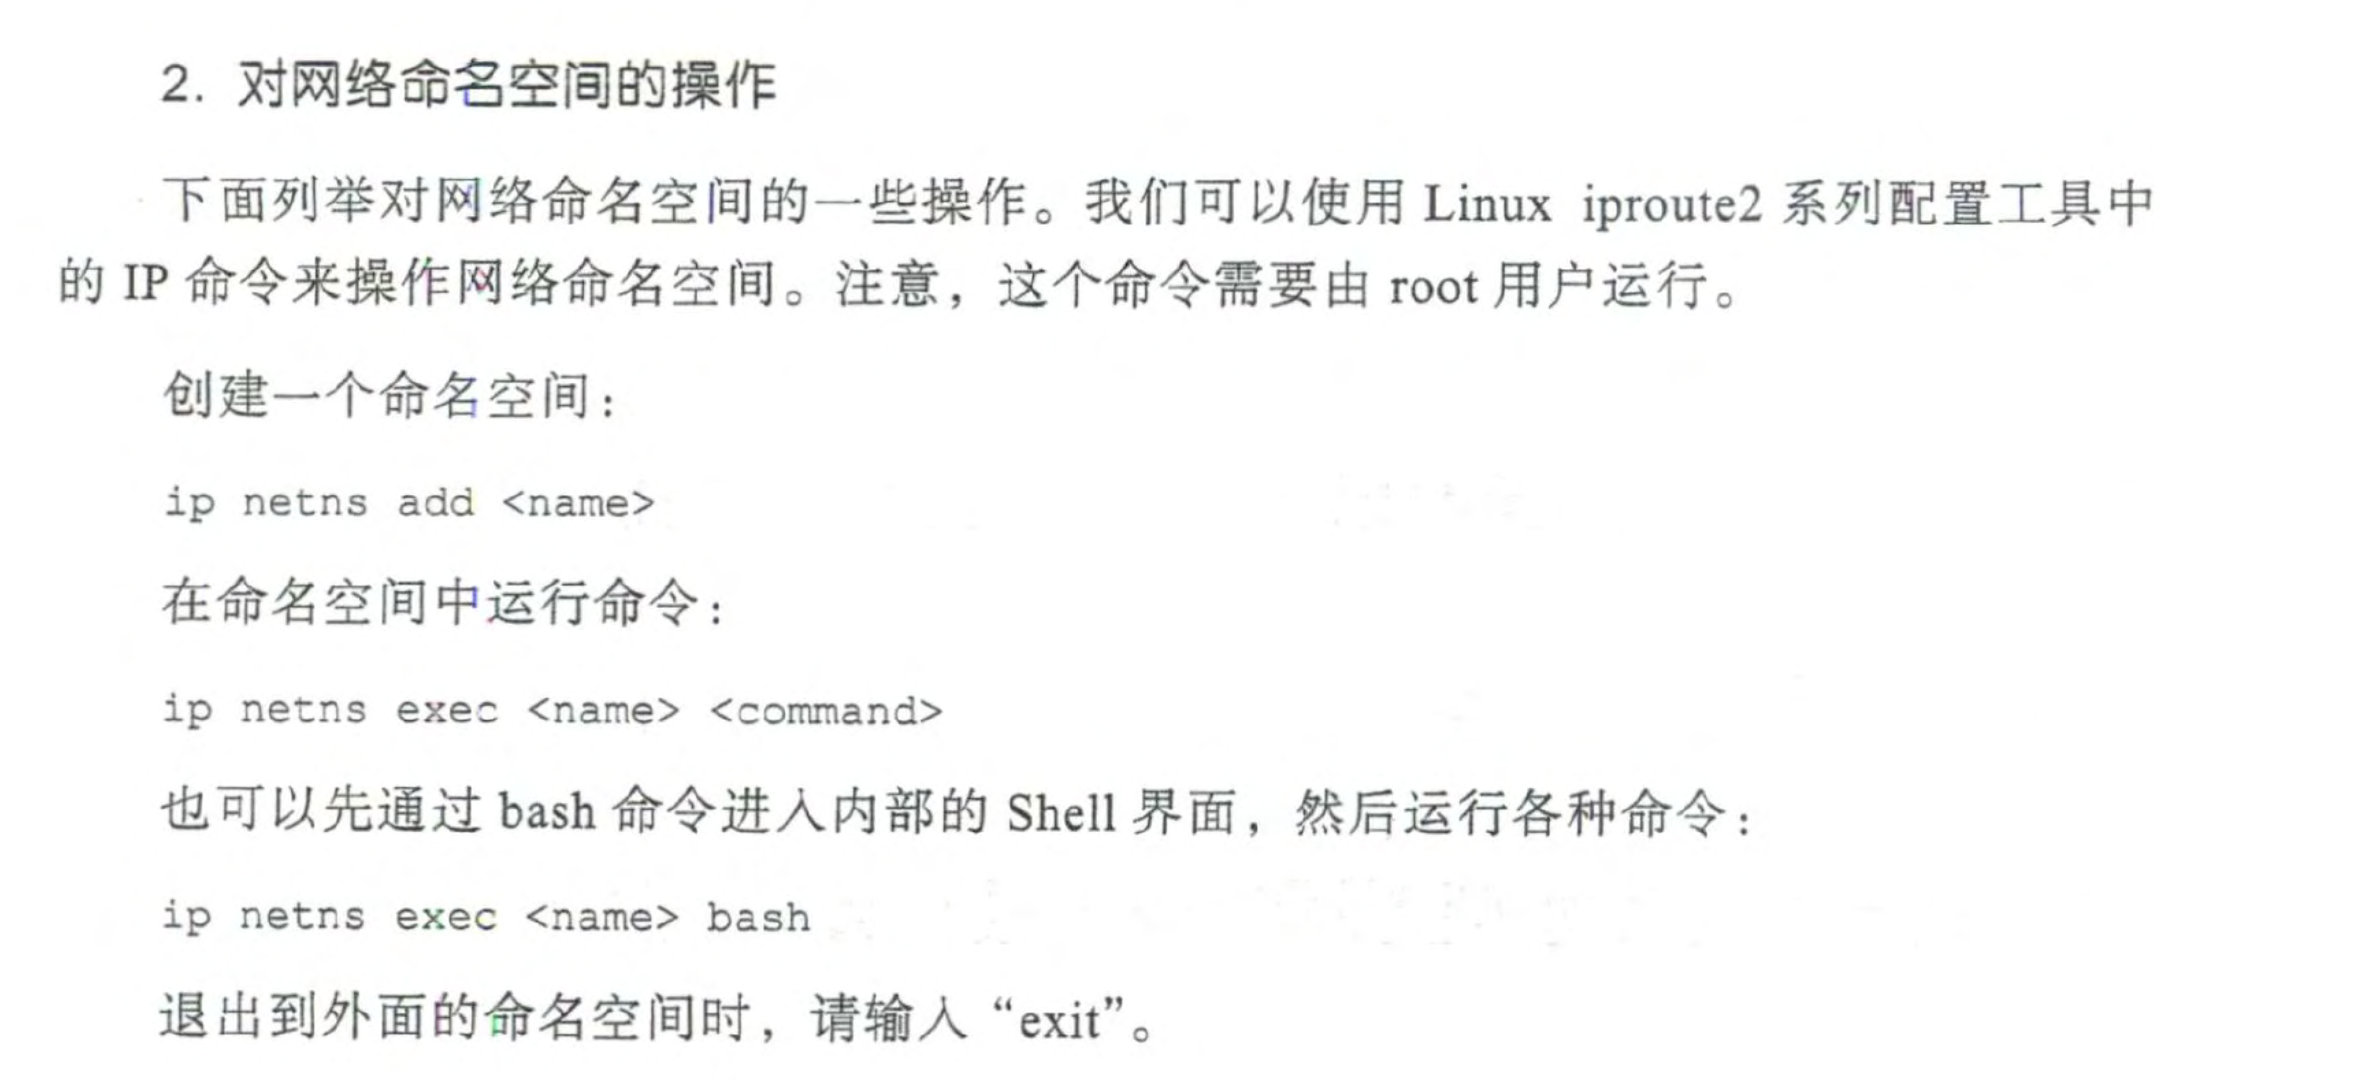 2. 对网络命名空间的操作
下面列举对网络命名空间的一些操作。我们可以使用 Linux iproute2 系列配置工具中
的 IP 命令来操作网络命名空间。注意，这个命令需要由 root 用户运行。
创建一个命名空间：
ip netns add <name>
在命名空间中运行命令：
ip netns exec <name> <command>
也可以先通过 bash 命令进入内部的 Shell 界面，然后运行各种命令：
ip netns exec <name> bash
退出到外面的命名空间时，请输入“exit”。